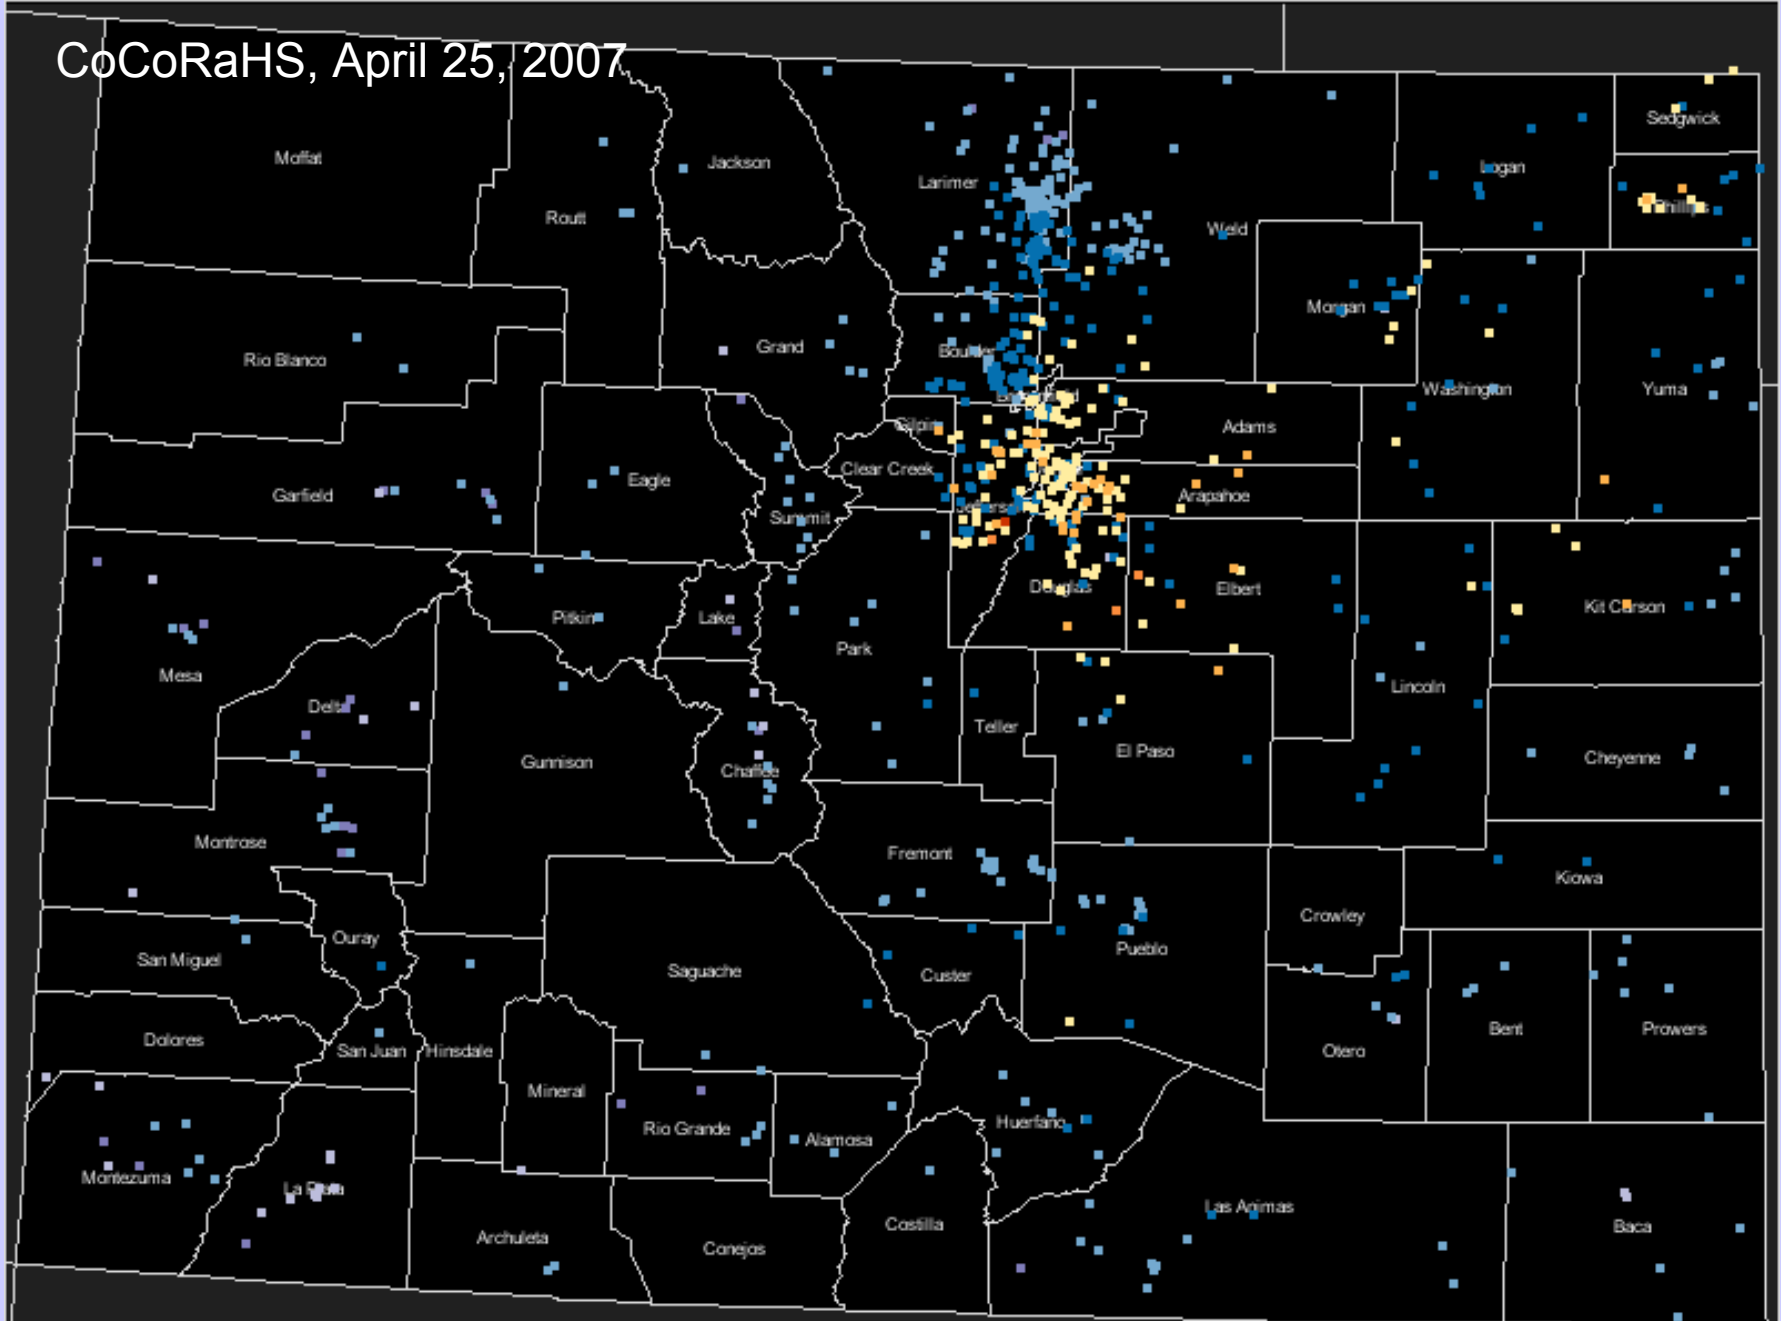 CoCoRaHS, April 25, 2007
Sedgwick
Moffat
Jackson
Logan
Larimer
Phillips
Routt
Weld
Morgan
Grand
Boulder
Rio Blanco
Washington
Yuma
Gilpin
Adams
Clear Creek
Eagle
Garfield
Arapahoe
Jefferson
Summit
Douglas
Elbert
Kit Carson
Pitkin
Lake
Park
Mesa
Lincoln
Delta
Teller
El Paso
Cheyenne
Gunnison
Chaffee
Montrose
Fremont
Kiowa
Crowley
Ouray
Pueblo
San Miguel
Saguache
Custer
Bent
Prowers
Dolores
San Juan
Hinsdale
Otero
Mineral
Huerfano
Rio Grande
Alamosa
Montezuma
La Plata
Las Animas
Costilla
Baca
Archuleta
Conejos